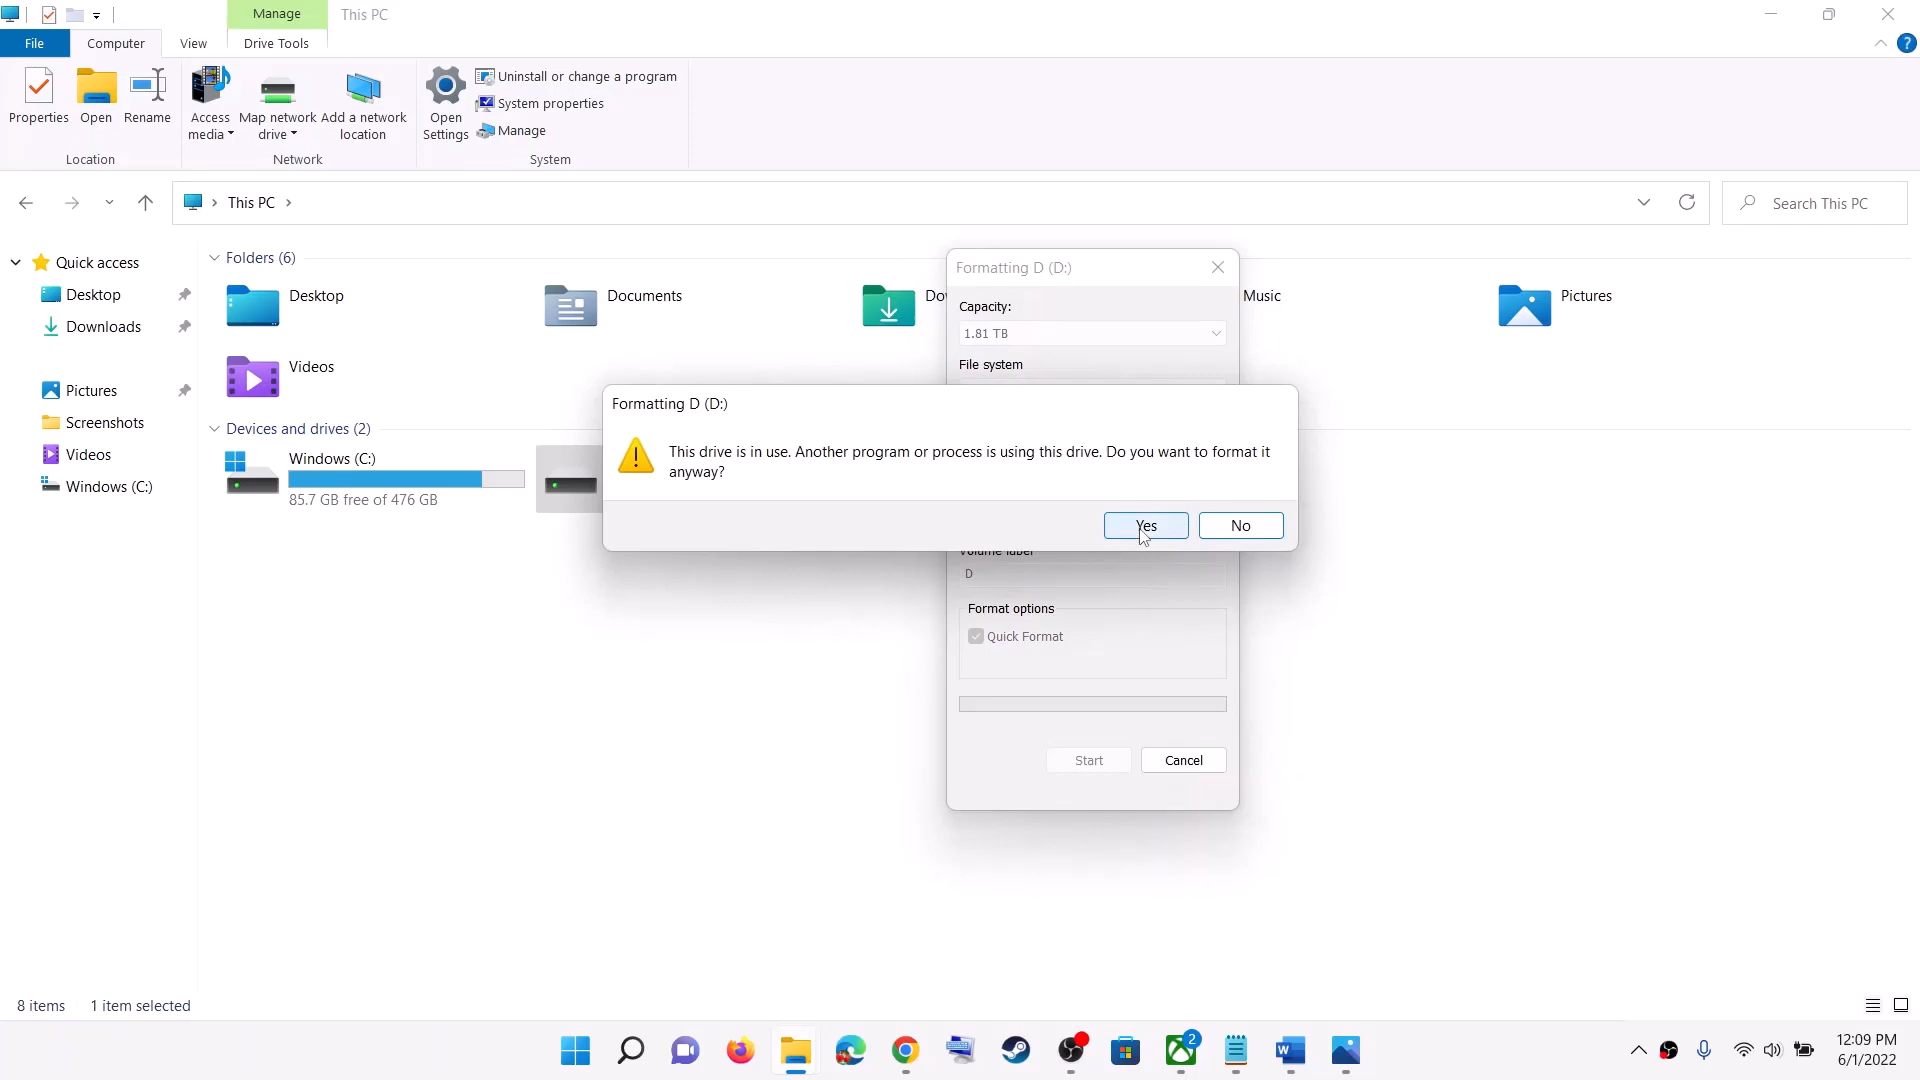 Manage
This PC
File
Computer
View
Drive Tools
?
Properties
Open
Rename
Access
media
Map network
drive
Add a network
location
Open
Settings
Uninstall or change a program
System properties
Manage
Location
Network
System
This PC
Search This PC
Quick access
Desktop
Downloads
Pictures
Screenshots
Videos
Windows (C:)
Folders (6)
Desktop
Documents
Music
Pictures
Videos
Devices and drives (2)
Windows (C:)
85.7 GB free of 476 GB
Formatting D (D:)
Capacity:
1.81 TB
File system
Formatting D (D:)
This drive is in use. Another program or process is using this drive. Do you want to format it
anyway?
Yes
No
Volume label
D
Format options
Quick Format
Start
Cancel
8 items
1 item selected
2
W
12:09 PM
6/1/2022